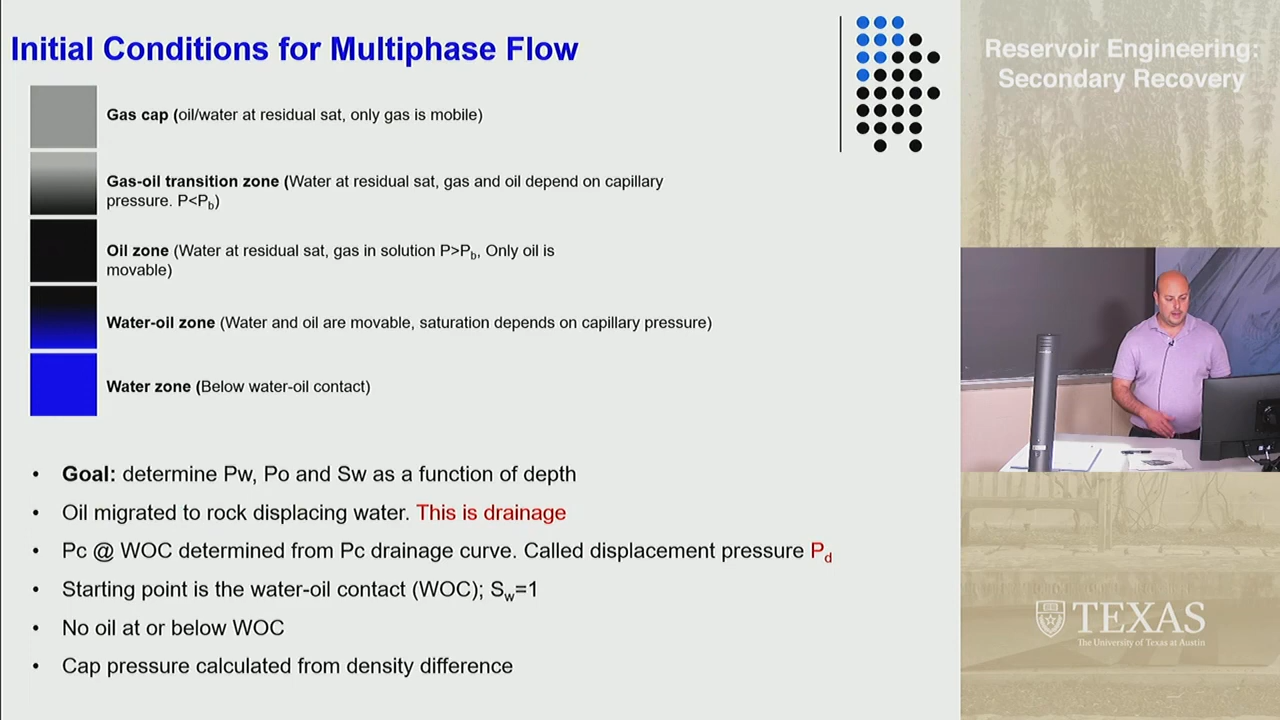 Initial Conditions for Multiphase Flow
Gas cap (oil/water at residual sat, only gas is mobile)
Gas-oil transition zone (Water at residual sat, gas and oil depend on capillary
pressure. P<Pb)
Oil zone (Water at residual sat, gas in solution P>Pb, Only oil is
movable)
Water-oil zone (Water and oil are movable, saturation depends on capillary pressure)
Water zone (Below water-oil contact)
• Goal: determine Pw, Po and Sw as a function of depth
• Oil migrated to rock displacing water. This is drainage
• Pc @ WOC determined from Pc drainage curve. Called displacement pressure Pd
• Starting point is the water-oil contact (WOC); Sw=1
• No oil at or below WOC
• Cap pressure calculated from density difference
Reservoir Engineering:
Secondary Recovery
TEXAS
The University of Texas at Austin